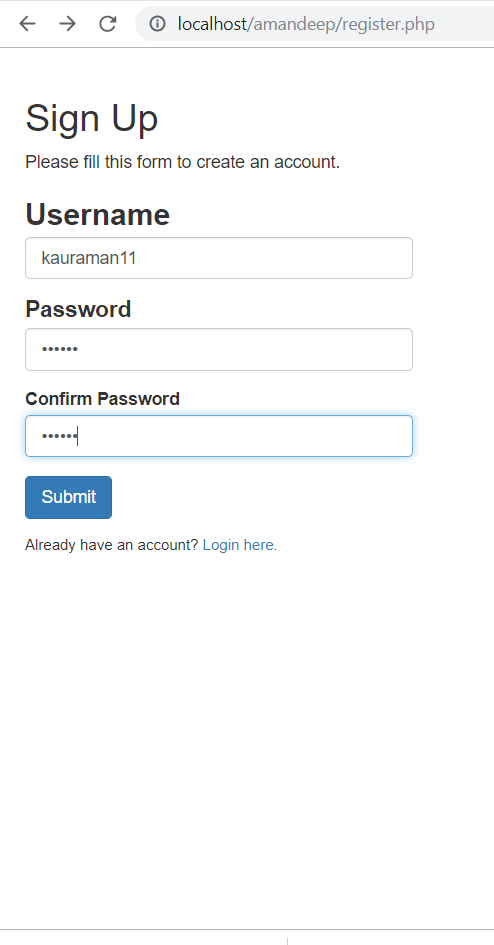 localhost/amandeep/register.php
Sign Up
Please fill this form to create an account.
Username
kauraman11
Password
••••••
Confirm Password
••••••
Submit
Already have an account? Login here.